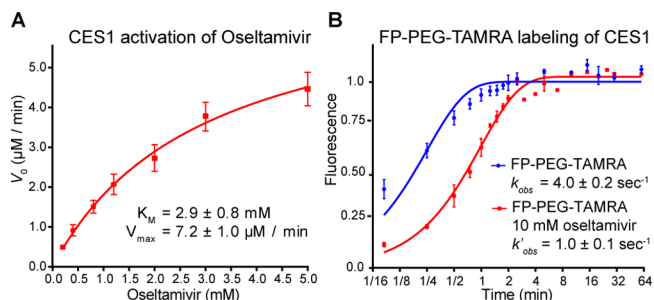 A
CES1 activation of Oseltamivir
V0 (µM / min)
5.0
4.0
3.0
2.0
1.0
0.0
KM = 2.9 ± 0.8 mM
Vmax = 7.2 ± 1.0 µM / min
0.0 0.5 1.0 1.5 2.0 2.5 3.0 3.5 4.0 4.5 5.0
Oseltamivir (mM)
B
FP-PEG-TAMRA labeling of CES1
Fluorescence
1.0
0.75
0.5
0.25
0.0
FP-PEG-TAMRA
kobs = 4.0 ± 0.2 sec-1
FP-PEG-TAMRA
10 mM oseltamivir
k'obs = 1.0 ± 0.1 sec-1
1/16 1/8 1/4 1/2 1 2 4 8 16 32 64
Time (min)